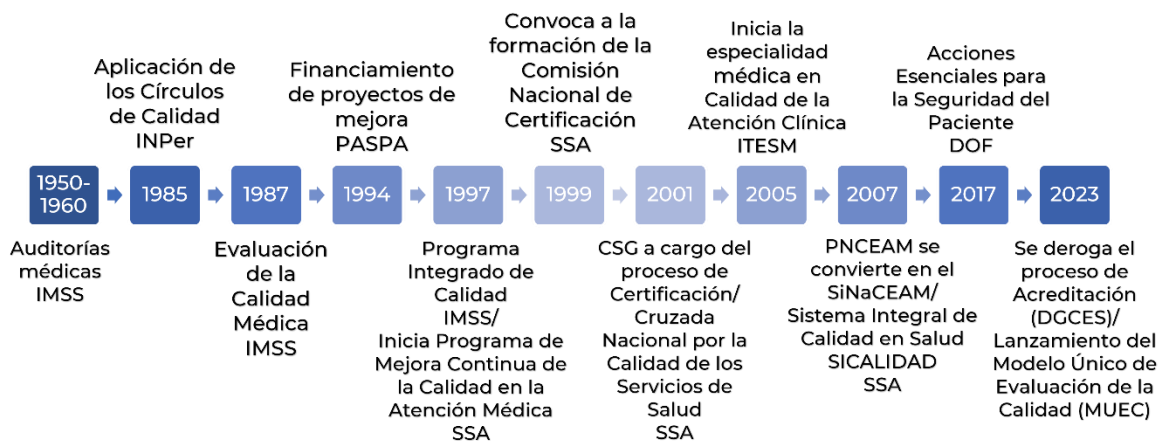 Aplicación de
los Círculos
de Calidad
INPer
Financiamiento
de proyectos de
mejora
PASPA
Convoca a la
formación de la
Comisión
Nacional de
Certificación
SSA
Inicia la
especialidad
médica en
Calidad de la
Atención Clínica
ITESM
Acciones
Esenciales para
la Seguridad del
Paciente
DOF
1950-
1960
1985
1987
1994
1997
1999
2001
2005
2007
2017
2023
Auditorías
médicas
IMSS
Evaluación
de la
Calidad
Médica
IMSS
Programa
Integrado de
Calidad
IMSS/
Inicia Programa de
Mejora Continua de
la Calidad en la
Atención Médica
SSA
CSG a cargo del
proceso de
Certificación/
Cruzada
Nacional por la
Calidad de los
Servicios de
Salud
SSA
PNCEAM se
convierte en el
SiNaCEAM/
Sistema Integral de
Calidad en Salud
SICALIDAD
SSA
Se deroga el
proceso de
Acreditación
(DGCES)/
Lanzamiento del
Modelo Único de
Evaluación de la
Calidad (MUEC)